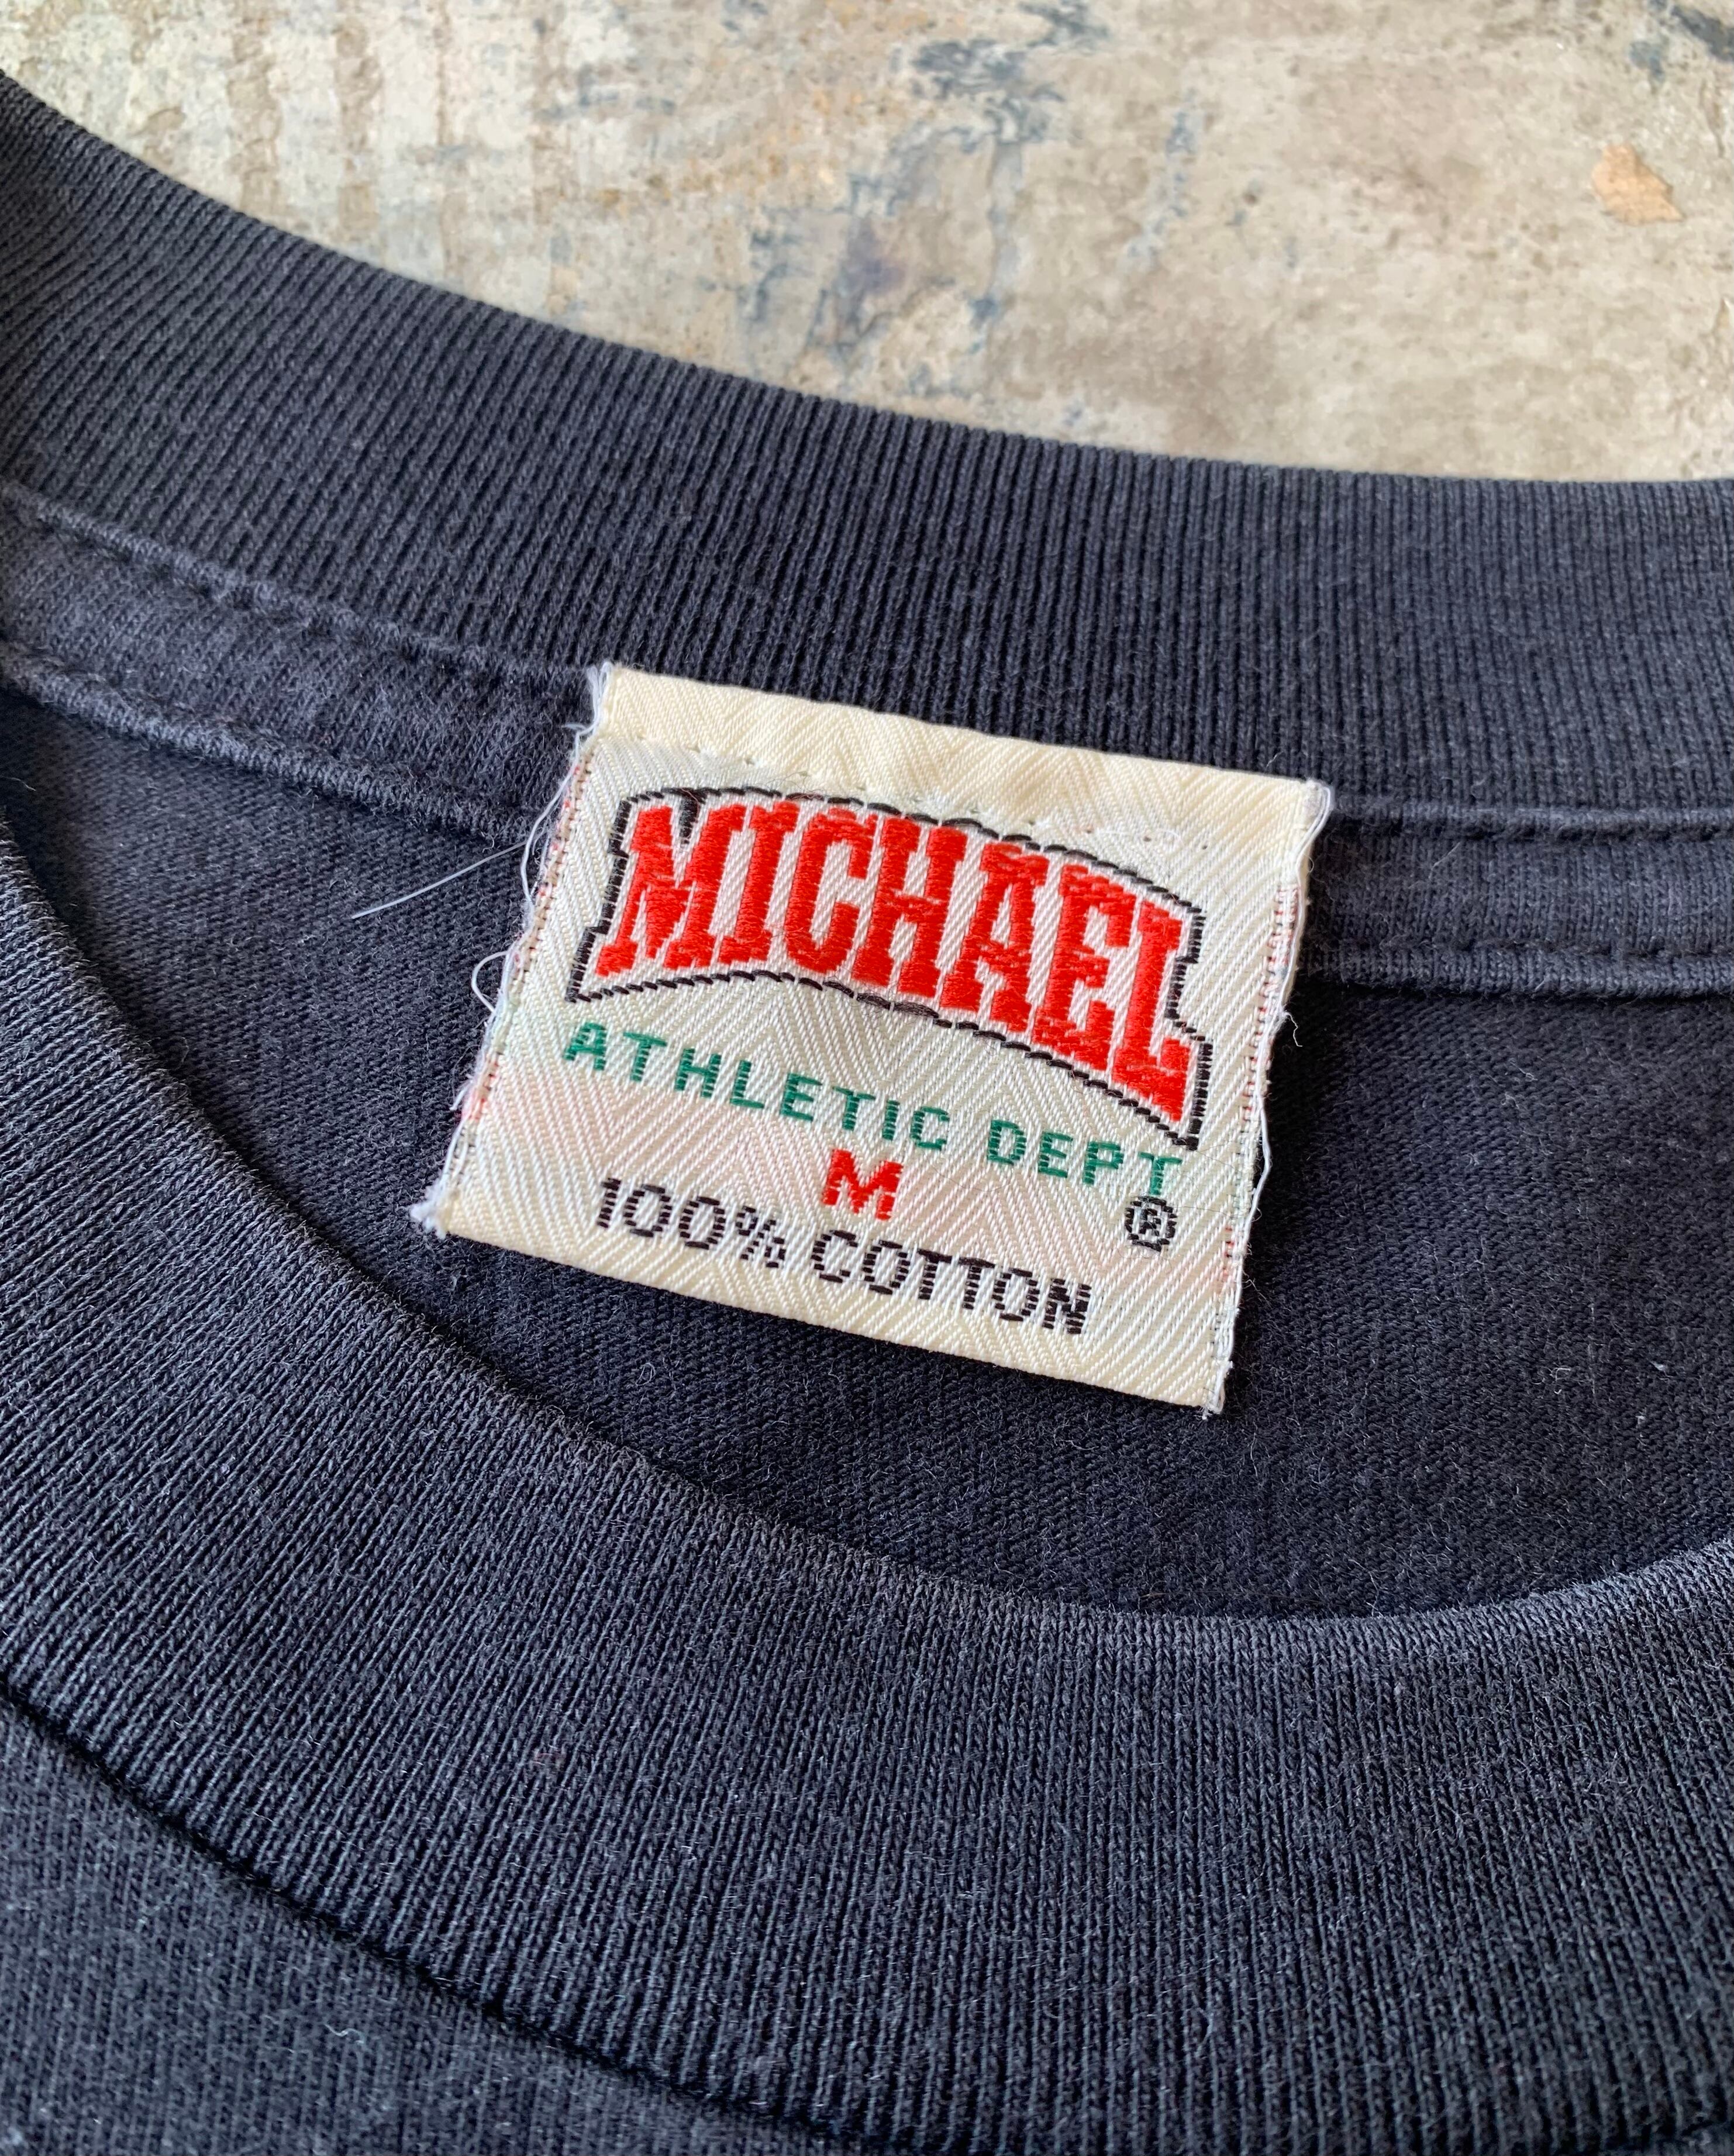 MICHAEL
ATHLETIC DEPT
M
®
100% COTTON